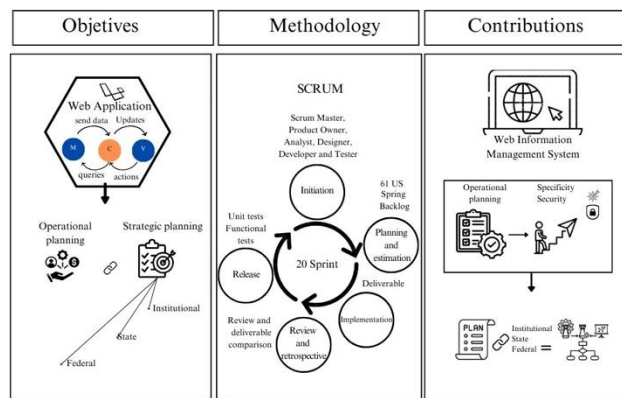 Objetives
Methodology
Contributions
Web Application
send data
Updates
M
C
V
queries
actions
Operational
planning
Strategic planning
Institutional
State
Federal
SCRUM
Scrum Master,
Product Owner,
Analyst, Designer,
Developer and Tester
Initiation
61 US
Spring
Backlog
Planning and
estimation
Deliverable
Implementation
Review and
retrospective
Review and
deliverable
comparison
Release
Unit tests
Functional
tests
20 Sprint
Web Information
Management System
Operational
planning
Specificity
Security
PLAN
Institutional
State
Federal
=